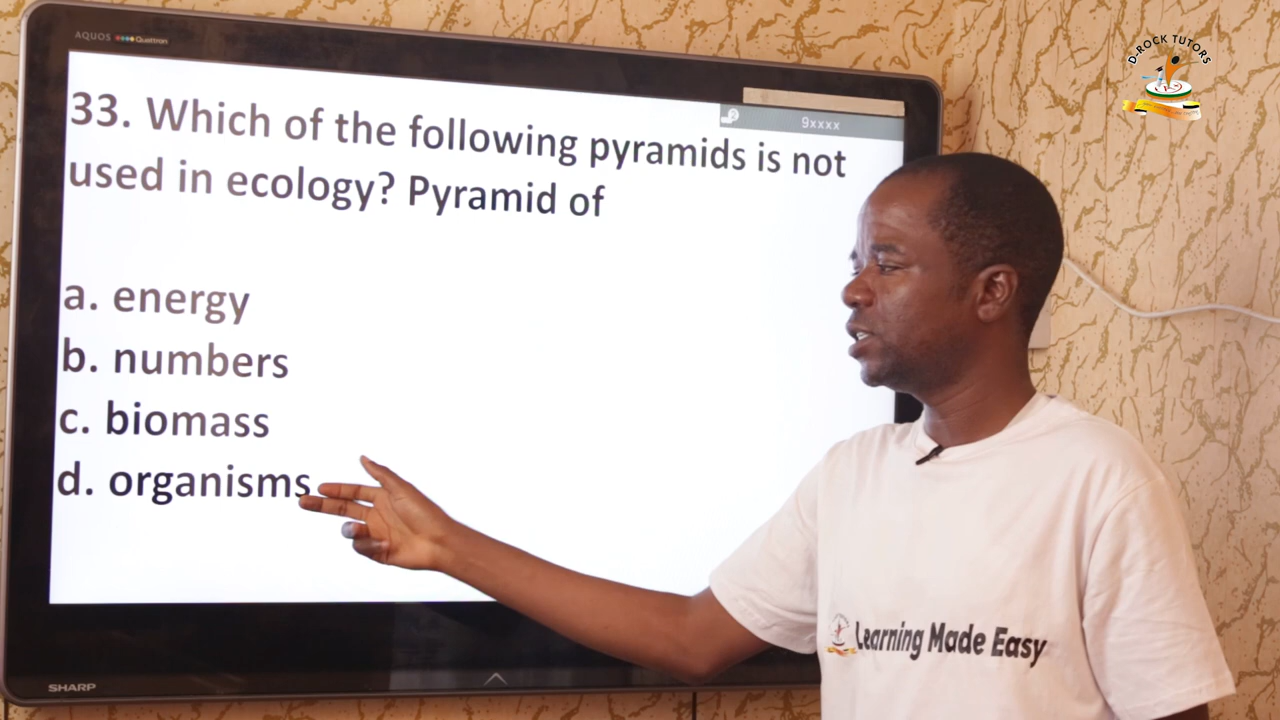 AQUOS Quattron
33. Which of the following pyramids is not
used in ecology? Pyramid of
9xxxx
a. energy
b. numbers
c. biomass
d. organisms
SHARP
D-ROCK TUTORS
Learning Made Easy